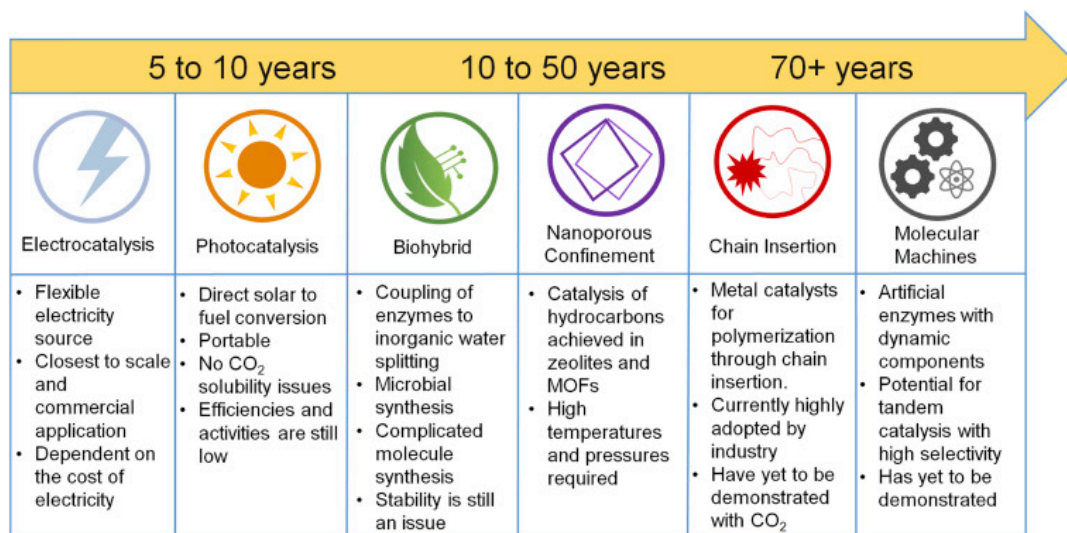 5 to 10 years
10 to 50 years
70+ years
Electrocatalysis
Photocatalysis
Biohybrid
Nanoporous
Confinement
Chain Insertion
Molecular
Machines
• Flexible
electricity
source
• Closest to scale
and
commercial
application
• Dependent on
the cost of
electricity
• Direct solar to
fuel conversion
• Portable
• No CO₂
solubility issues
• Efficiencies and
activities are still
low
• Coupling of
enzymes to
inorganic water
splitting
• Microbial
synthesis
• Complicated
molecule
synthesis
• Stability is still
an issue
• Catalysis of
hydrocarbons
achieved in
zeolites and
MOFs
• High
temperatures
and pressures
required
• Metal catalysts
for
polymerization
through chain
insertion.
• Currently highly
adopted by
industry
• Have yet to be
demonstrated
with CO₂
• Artificial
enzymes with
dynamic
components
• Potential for
tandem
catalysis with
high selectivity
• Has yet to be
demonstrated